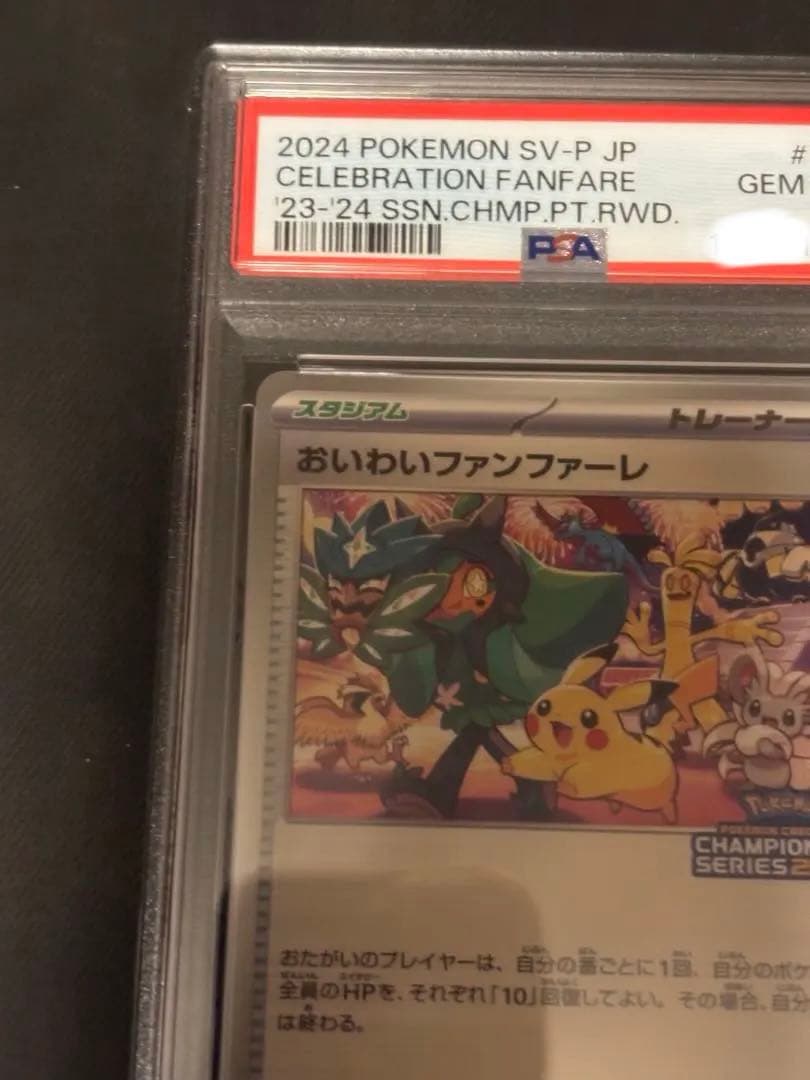 2024 POKEMON SV-P JP #
CELEBRATION FANFARE GEM
'23-'24 SSN.CHMP.PT.RWD.
PSA
スタジアム トレーナー
おいわいファンファーレ
CHAMPION
SERIES 2
おたがいのプレイヤーは、自分の番ごとに1回、自分のポケ
全員のHPを、それぞれ「10」回復してよい。その場合、自分
は終わる。